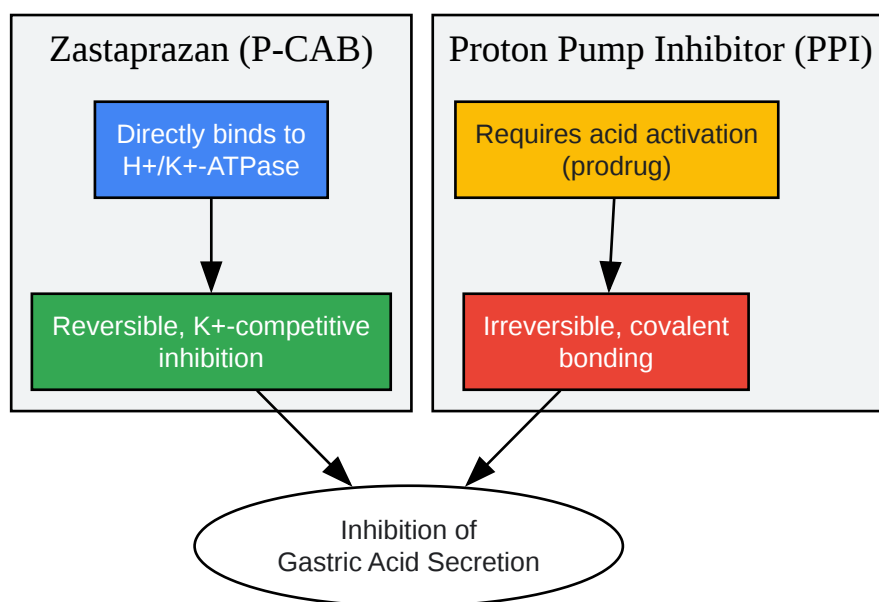 Zastaprazan (P-CAB)
Directly binds to
H+/K+-ATPase
Reversible, K+-competitive
inhibition
Proton Pump Inhibitor (PPI)
Requires acid activation
(prodrug)
Irreversible, covalent
bonding
Inhibition of
Gastric Acid Secretion